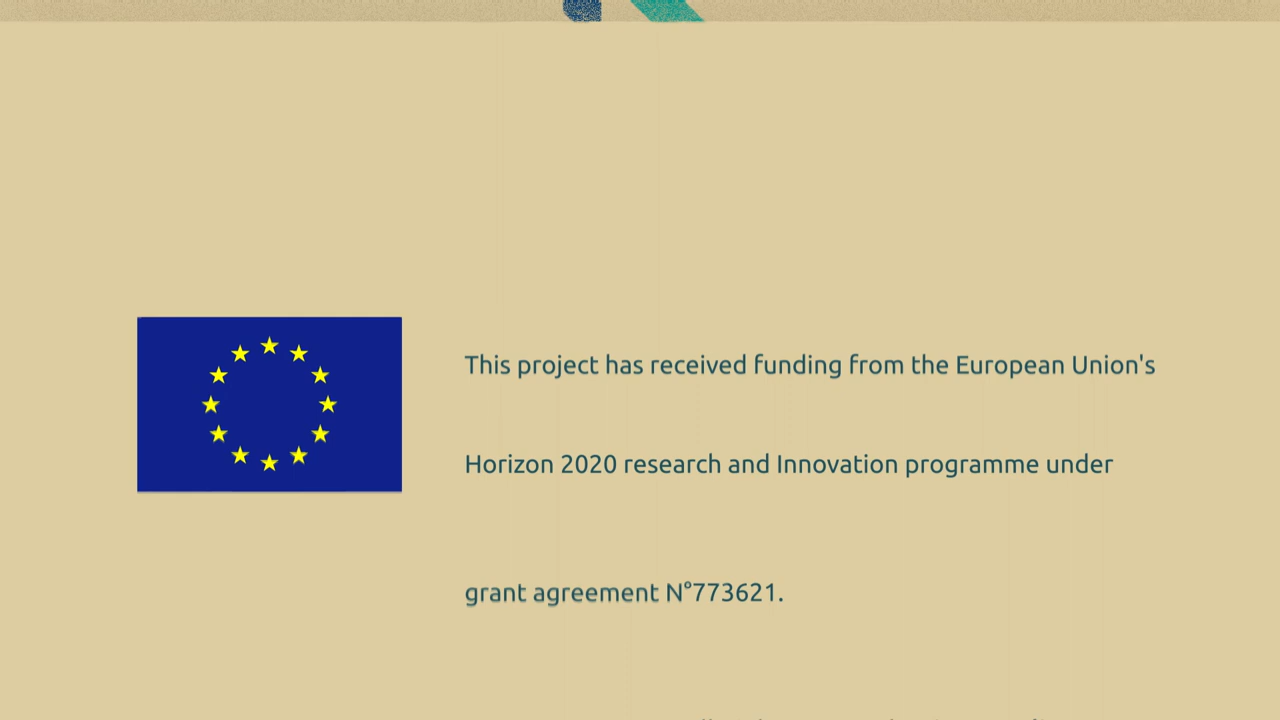 This project has received funding from the European Union's
Horizon 2020 research and Innovation programme under
grant agreement N°773621.